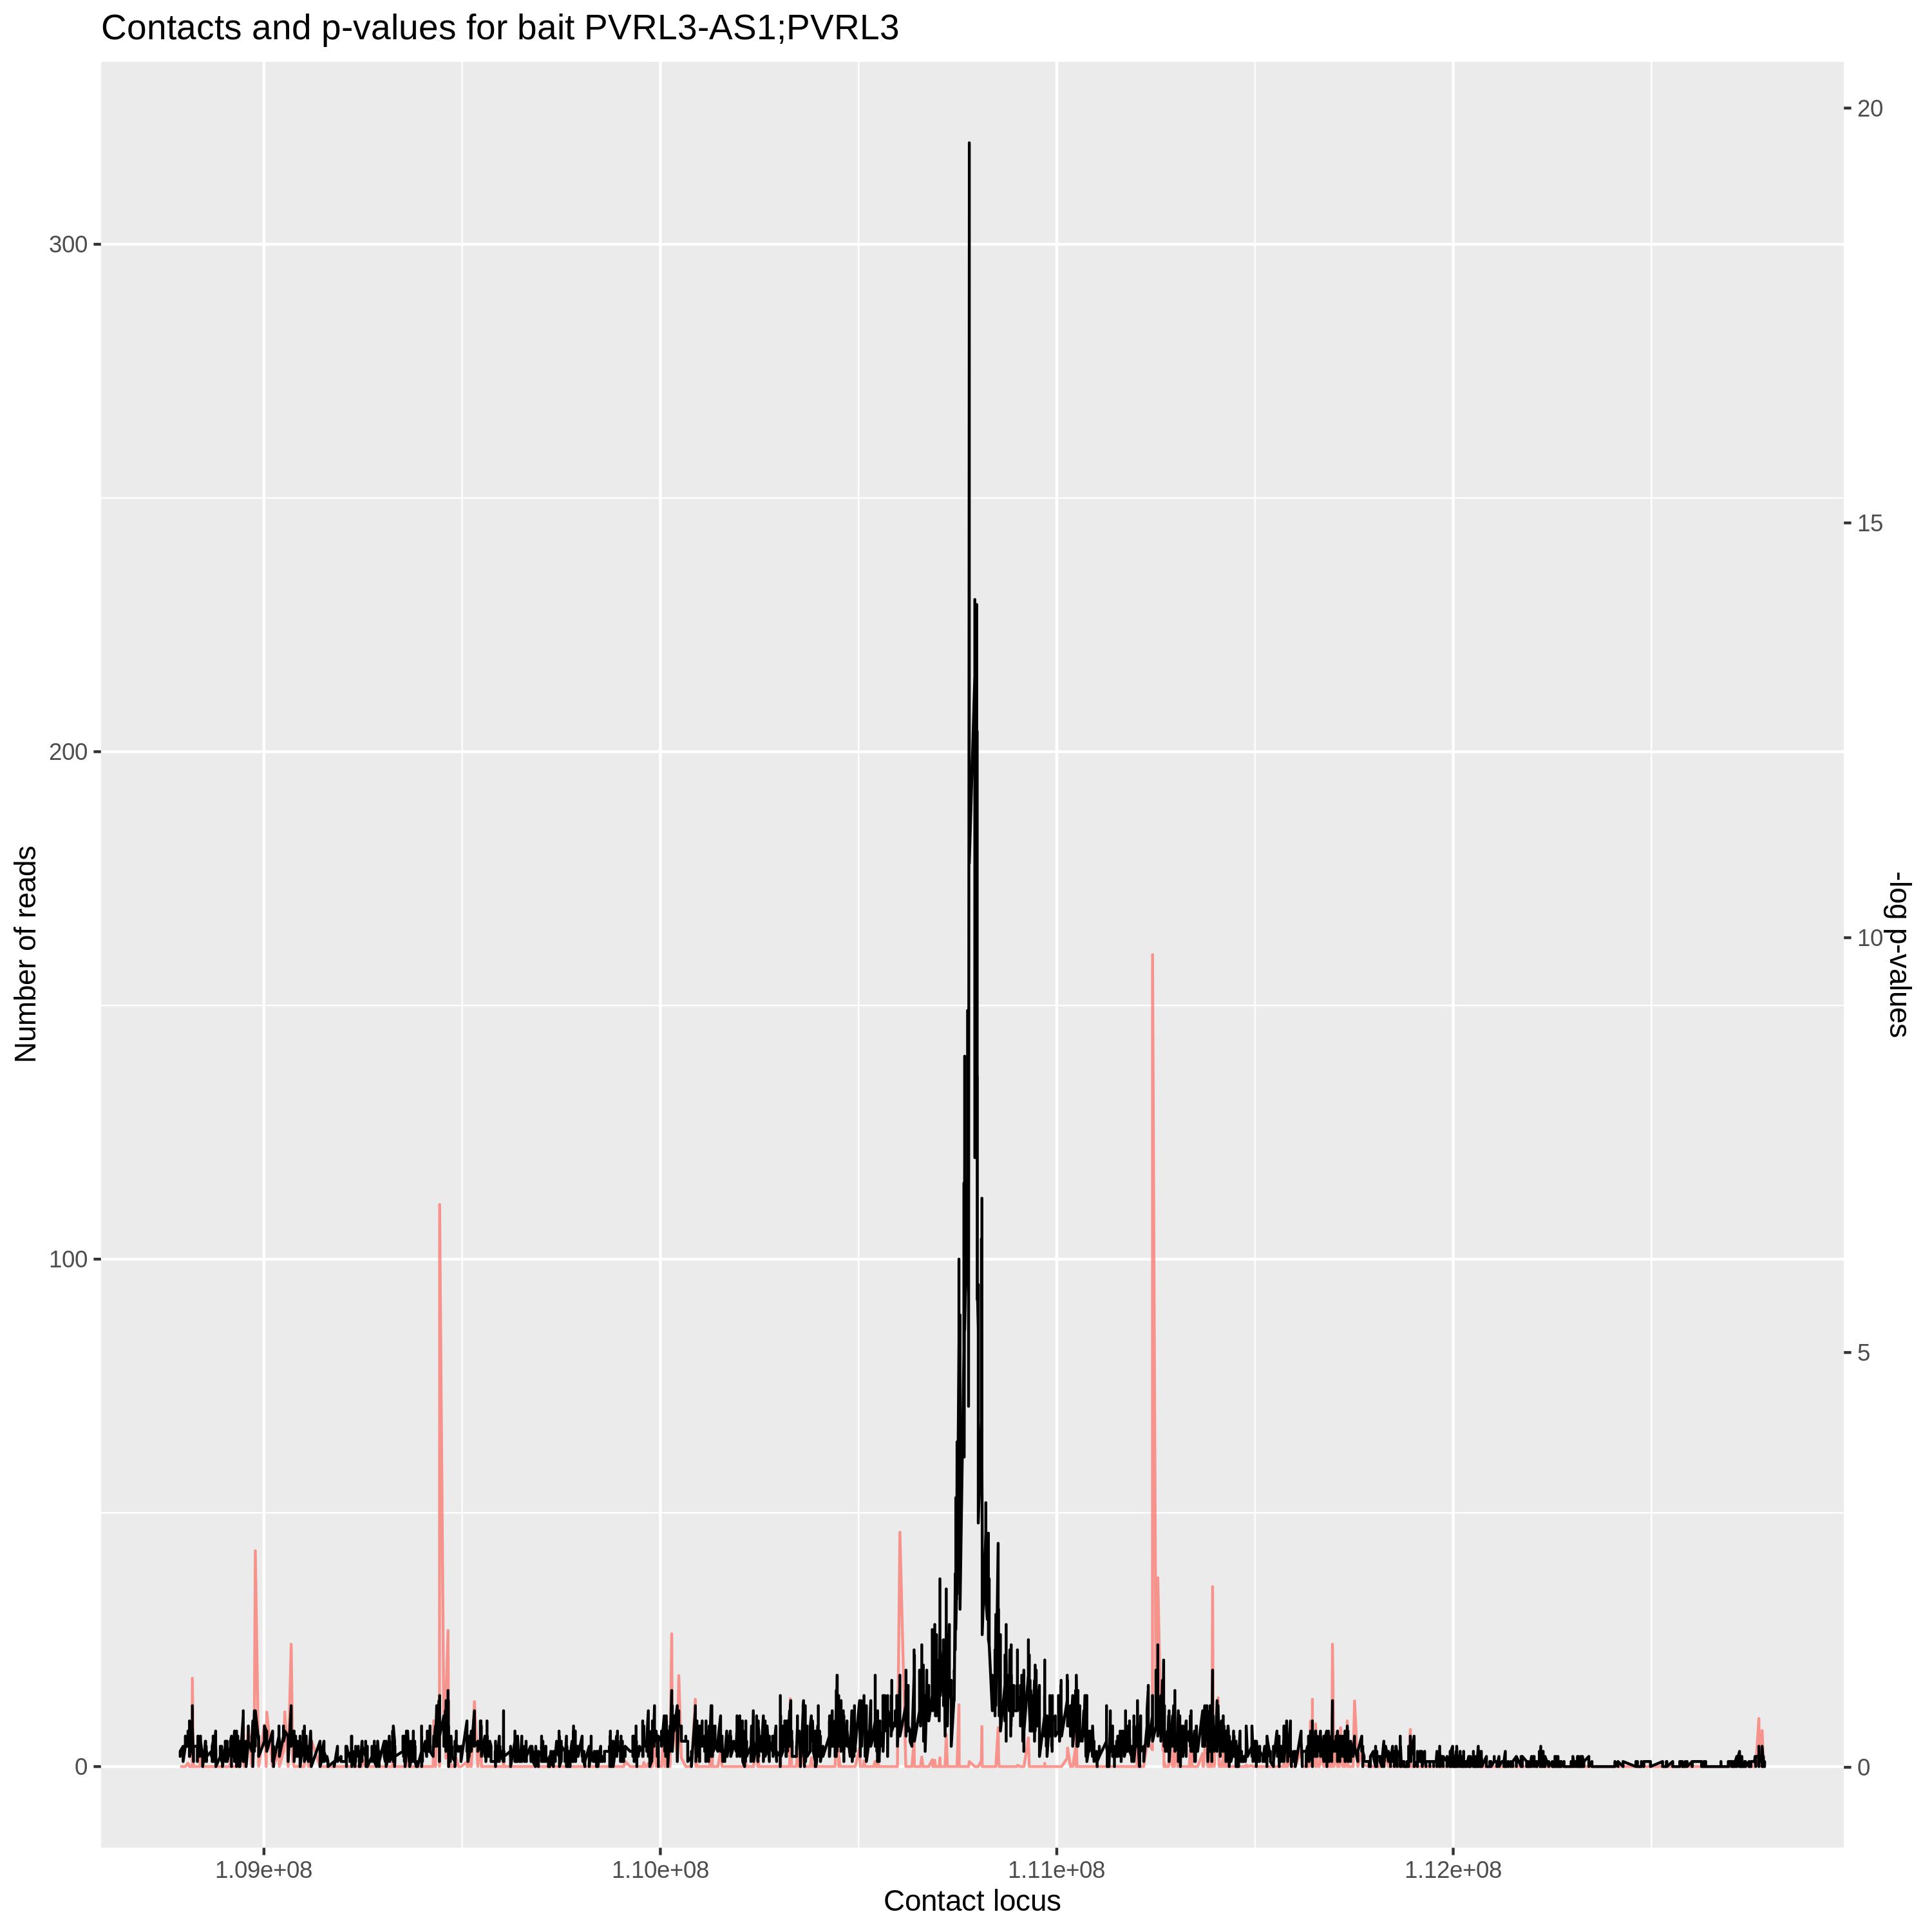 Contacts and p-values for bait PVRL3-AS1;PVRL3
300
200
100
0
Number of reads
20
15
10
5
0
-log p-values
1.09e+08
1.10e+08
1.11e+08
1.12e+08
Contact locus